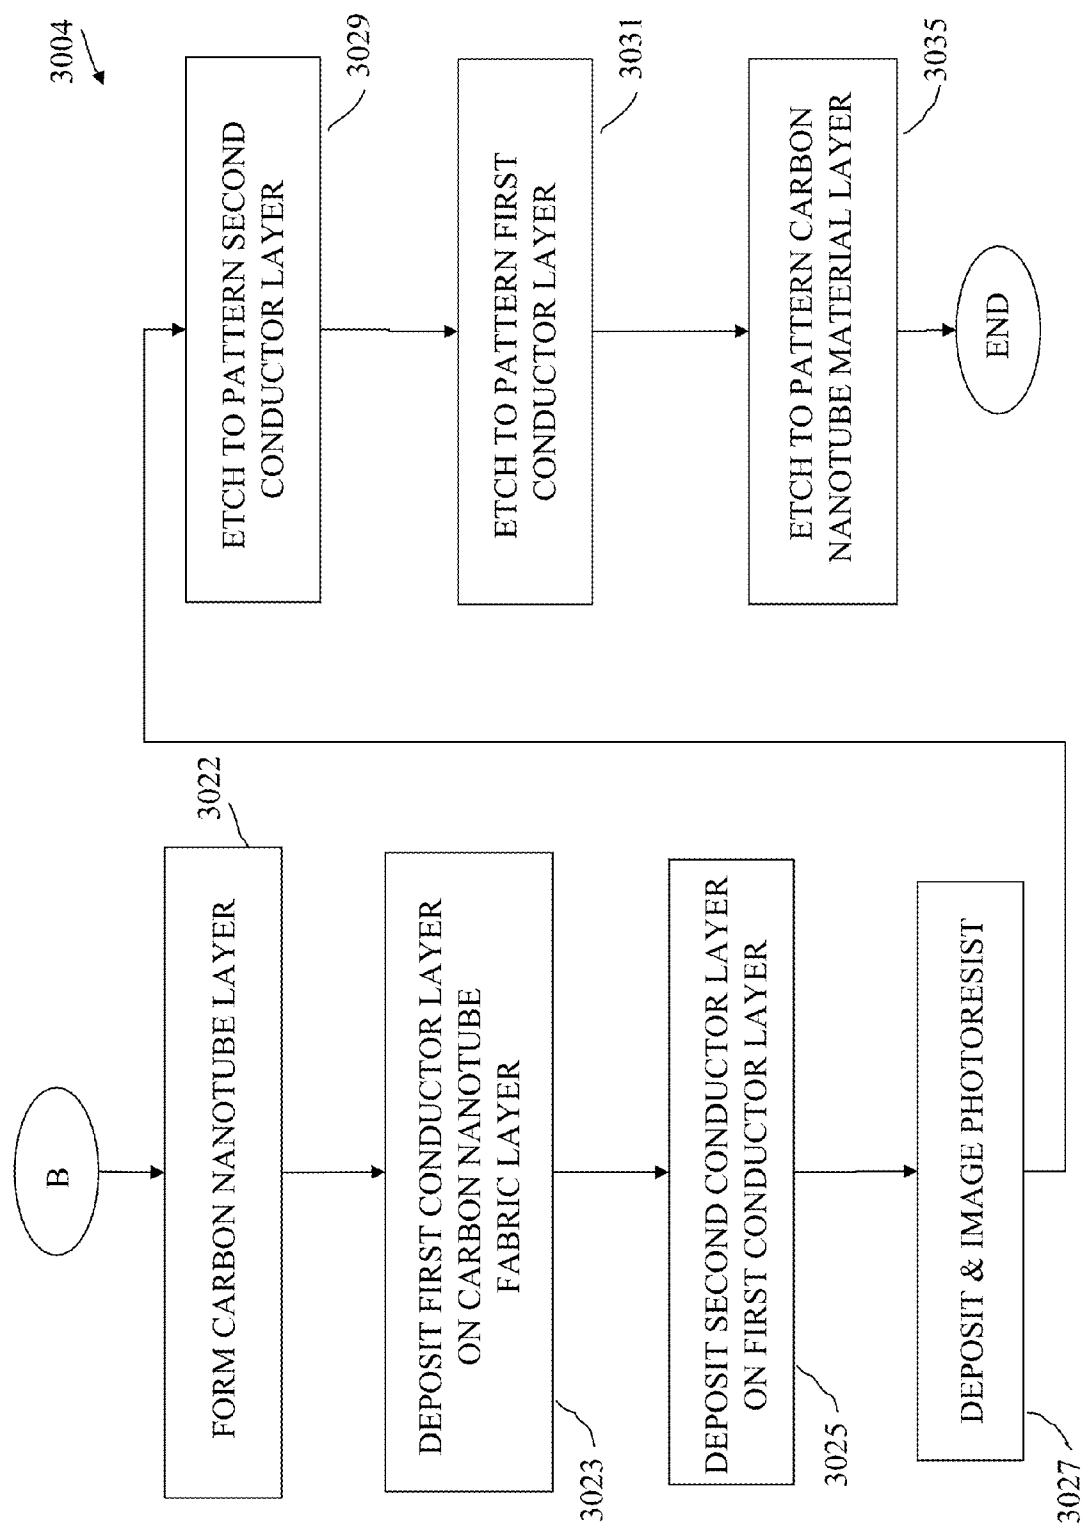 3004
B
FORM CARBON NANOTUBE LAYER
3022
DEPOSIT FIRST CONDUCTOR LAYER
ON CARBON NANOTUBE
FABRIC LAYER
3023
DEPOSIT SECOND CONDUCTOR LAYER
ON FIRST CONDUCTOR LAYER
3025
DEPOSIT & IMAGE PHOTORESIST
3027
ETCH TO PATTERN SECOND
CONDUCTOR LAYER
3029
ETCH TO PATTERN FIRST
CONDUCTOR LAYER
3031
ETCH TO PATTERN CARBON
NANOTUBE MATERIAL LAYER
3035
END